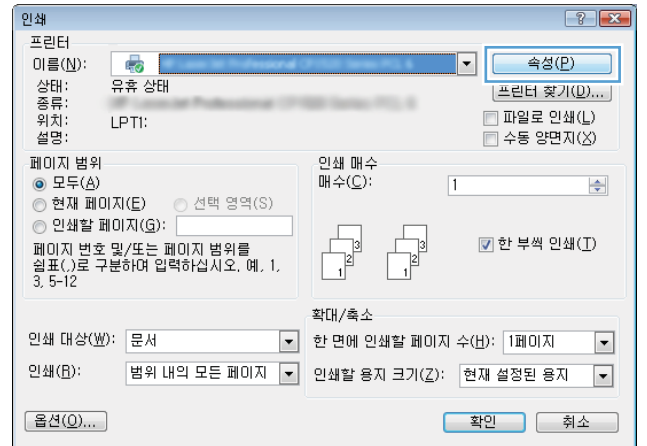 인쇄
프린터
이름(N):
속성(P)
상태: 유휴 상태
프린터 찾기(D)...
종류:
위치: LPT1:
파일로 인쇄(L)
설명:
수동 양면지(X)
페이지 범위
모두(A)
현재 페이지(E) 선택 영역(S)
인쇄할 페이지(G):
페이지 번호 및/또는 페이지 범위를
쉼표(,)로 구분하여 입력하십시오. 예, 1,
3, 5-12
인쇄 매수
매수(C): 1
3 3
2 2
1 1
한 부씩 인쇄(T)
인쇄 대상(W): 문서
인쇄(R): 범위 내의 모든 페이지
확대/축소
한 면에 인쇄할 페이지 수(H): 1페이지
인쇄할 용지 크기(Z): 현재 설정된 용지
옵션(O)...
확인 취소